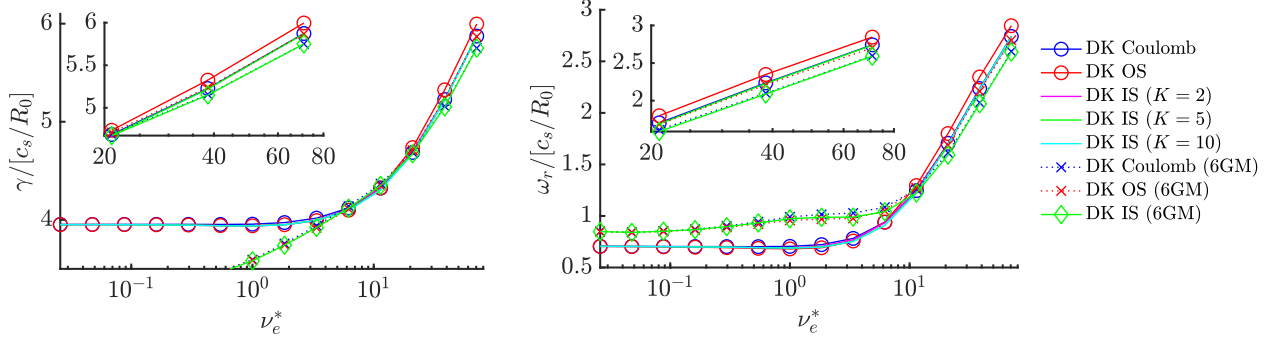 6
5
4
γ/[c_s/R_0]
10^{-1}
10^0
10^1
ν_e^*
6
5.5
5
20
40
60
80
3
2.5
2
1.5
1
0.5
ω_r/[c_s/R_0]
10^{-1}
10^0
10^1
ν_e^*
3
2.5
2
20
40
60
80
DK Coulomb
DK OS
DK IS (K = 2)
DK IS (K = 5)
DK IS (K = 10)
DK Coulomb (6GM)
DK OS (6GM)
DK IS (6GM)